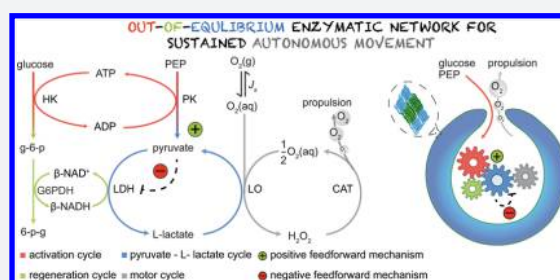 OUT-OF-EQULIBRIUM ENZYMATIC NETWORK FOR
SUSTAINED AUTONOMOUS MOVEMENT
glucose
ATP
PEP
HK
PK
ADP
g-6-p
pyruvate
β-NAD⁺
G6PDH
β-NADH
LDH
6-p-g
L-lactate
O₂(g)
O₂(aq)
LO
propulsion
O₂
½O₂(aq)
CAT
H₂O₂
glucose
PEP
propulsion
O₂
activation cycle
pyruvate - L- lactate cycle
positive feedforward mechanism
regeneration cycle
motor cycle
negative feedforward mechanism